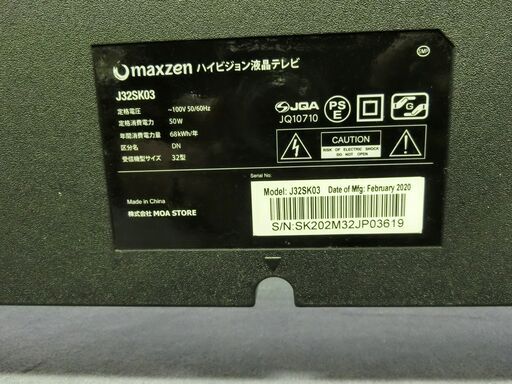 maxzen ハイビジョン液晶テレビ
J32SK03
定格電圧 ~100V 50/60Hz
定格消費電力 50W
年間消費電力量 68kWh/年
区分名 DN
受信機型サイズ 32型
Made in China
株式会社 MOA STORE
JQA
JQ10710
PS
E
S
CAUTION
RISK OF ELECTRIC SHOCK
DO NOT OPEN
Serial No.
Model: J32SK03 Date of Mfg: February 2020
S/N:SK202M32JP03619